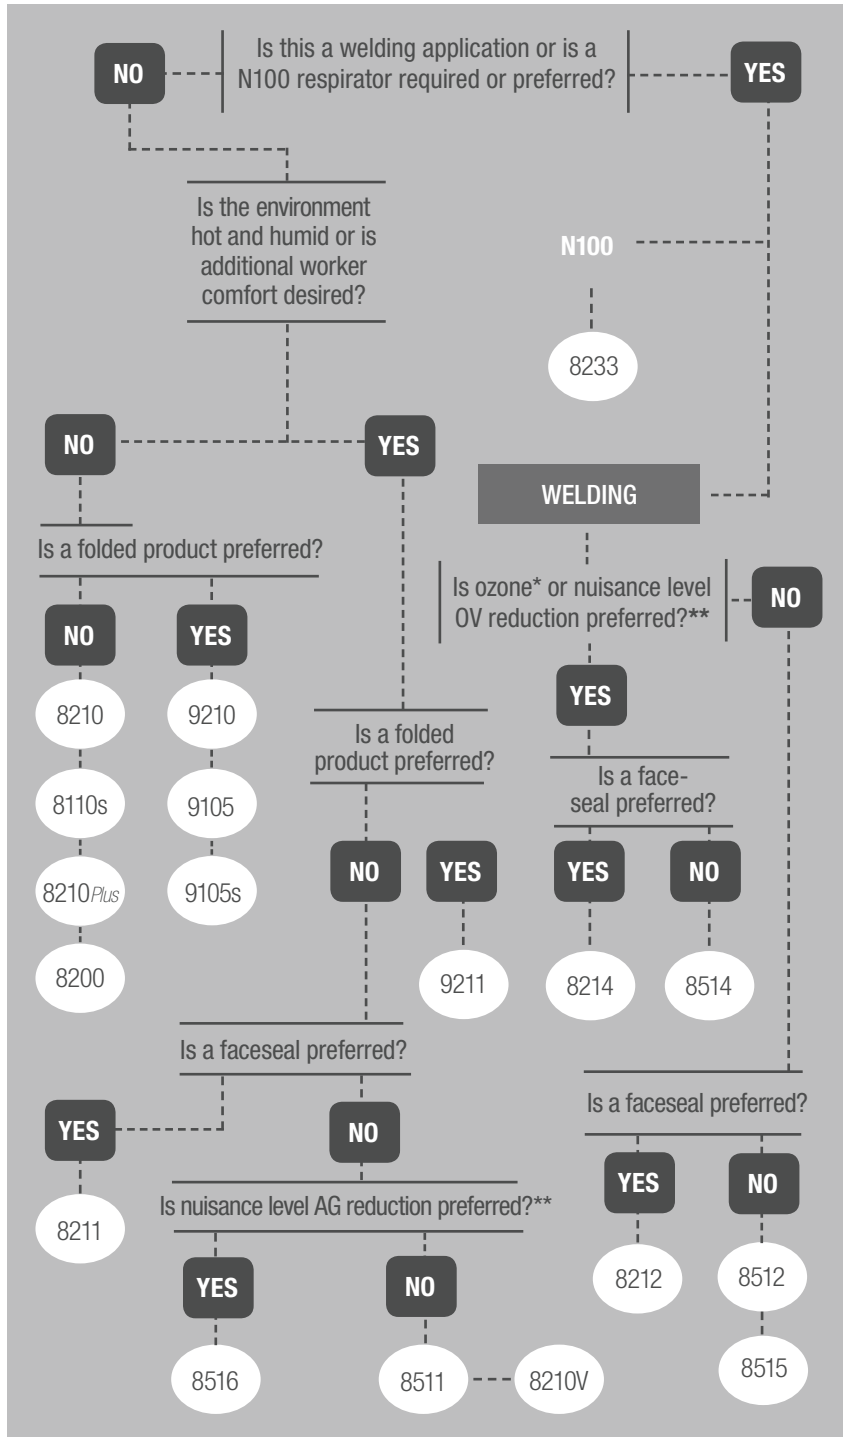 NO
Is this a welding application or is a
N100 respirator required or preferred?
YES
Is the environment
hot and humid or is
additional worker
comfort desired?
N100
8233
NO
YES
WELDING
Is a folded product preferred?
Is ozone* or nuisance level
OV reduction preferred?**
NO
NO
YES
YES
8210
9210
8110s
9105
8210Plus
9105s
8200
Is a folded
product preferred?
NO
YES
9211
Is a face-
seal preferred?
YES
NO
8214
8514
Is a faceseal preferred?
YES
NO
8211
Is nuisance level AG reduction preferred?**
YES
NO
8516
8511
8210V
Is a faceseal preferred?
YES
NO
8212
8512
8515